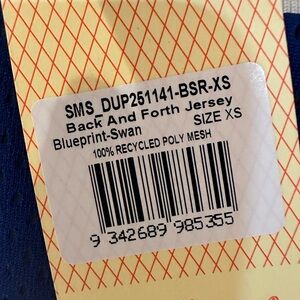 SMS_DUP251141-BSR-XS
Back And Forth Jersey
Blueprint-Swan SIZE XS
100% RECYCLED POLY MESH
9 342689 985355